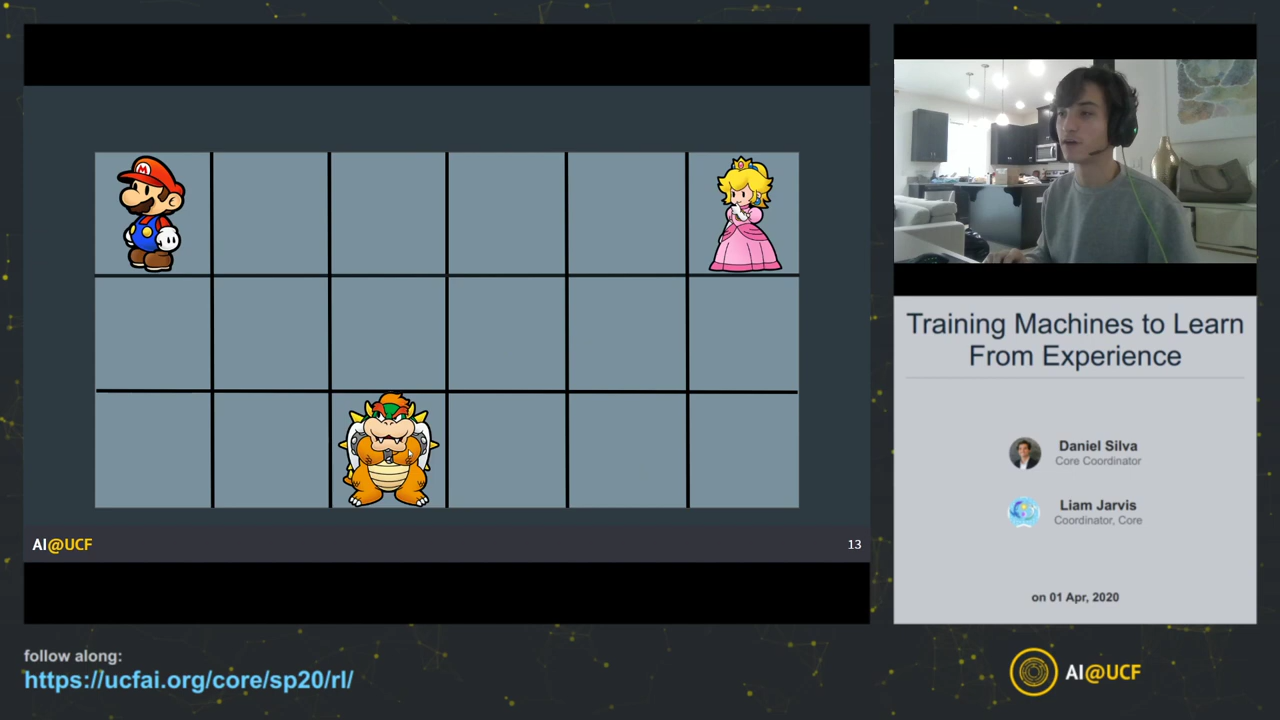 M
AI@UCF
13
Training Machines to Learn
From Experience
Daniel Silva
Core Coordinator
Liam Jarvis
Coordinator, Core
on 01 Apr, 2020
follow along:
https://ucfai.org/core/sp20/rl/
AI@UCF